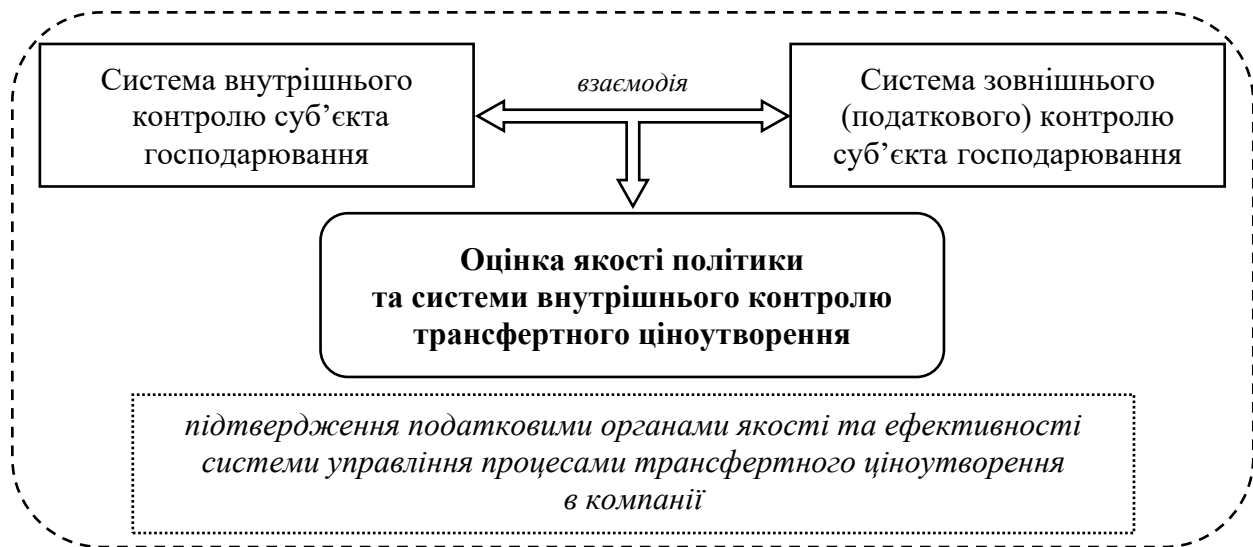 Система внутрішнього
контролю суб’єкта
господарювання
взаємодія
Система зовнішнього
(податкового) контролю
суб’єкта господарювання
Оцінка якості політики
та системи внутрішнього контролю
трансфертного ціноутворення
підтвердження податковими органами якості та ефективності
системи управління процесами трансфертного ціноутворення
в компанії